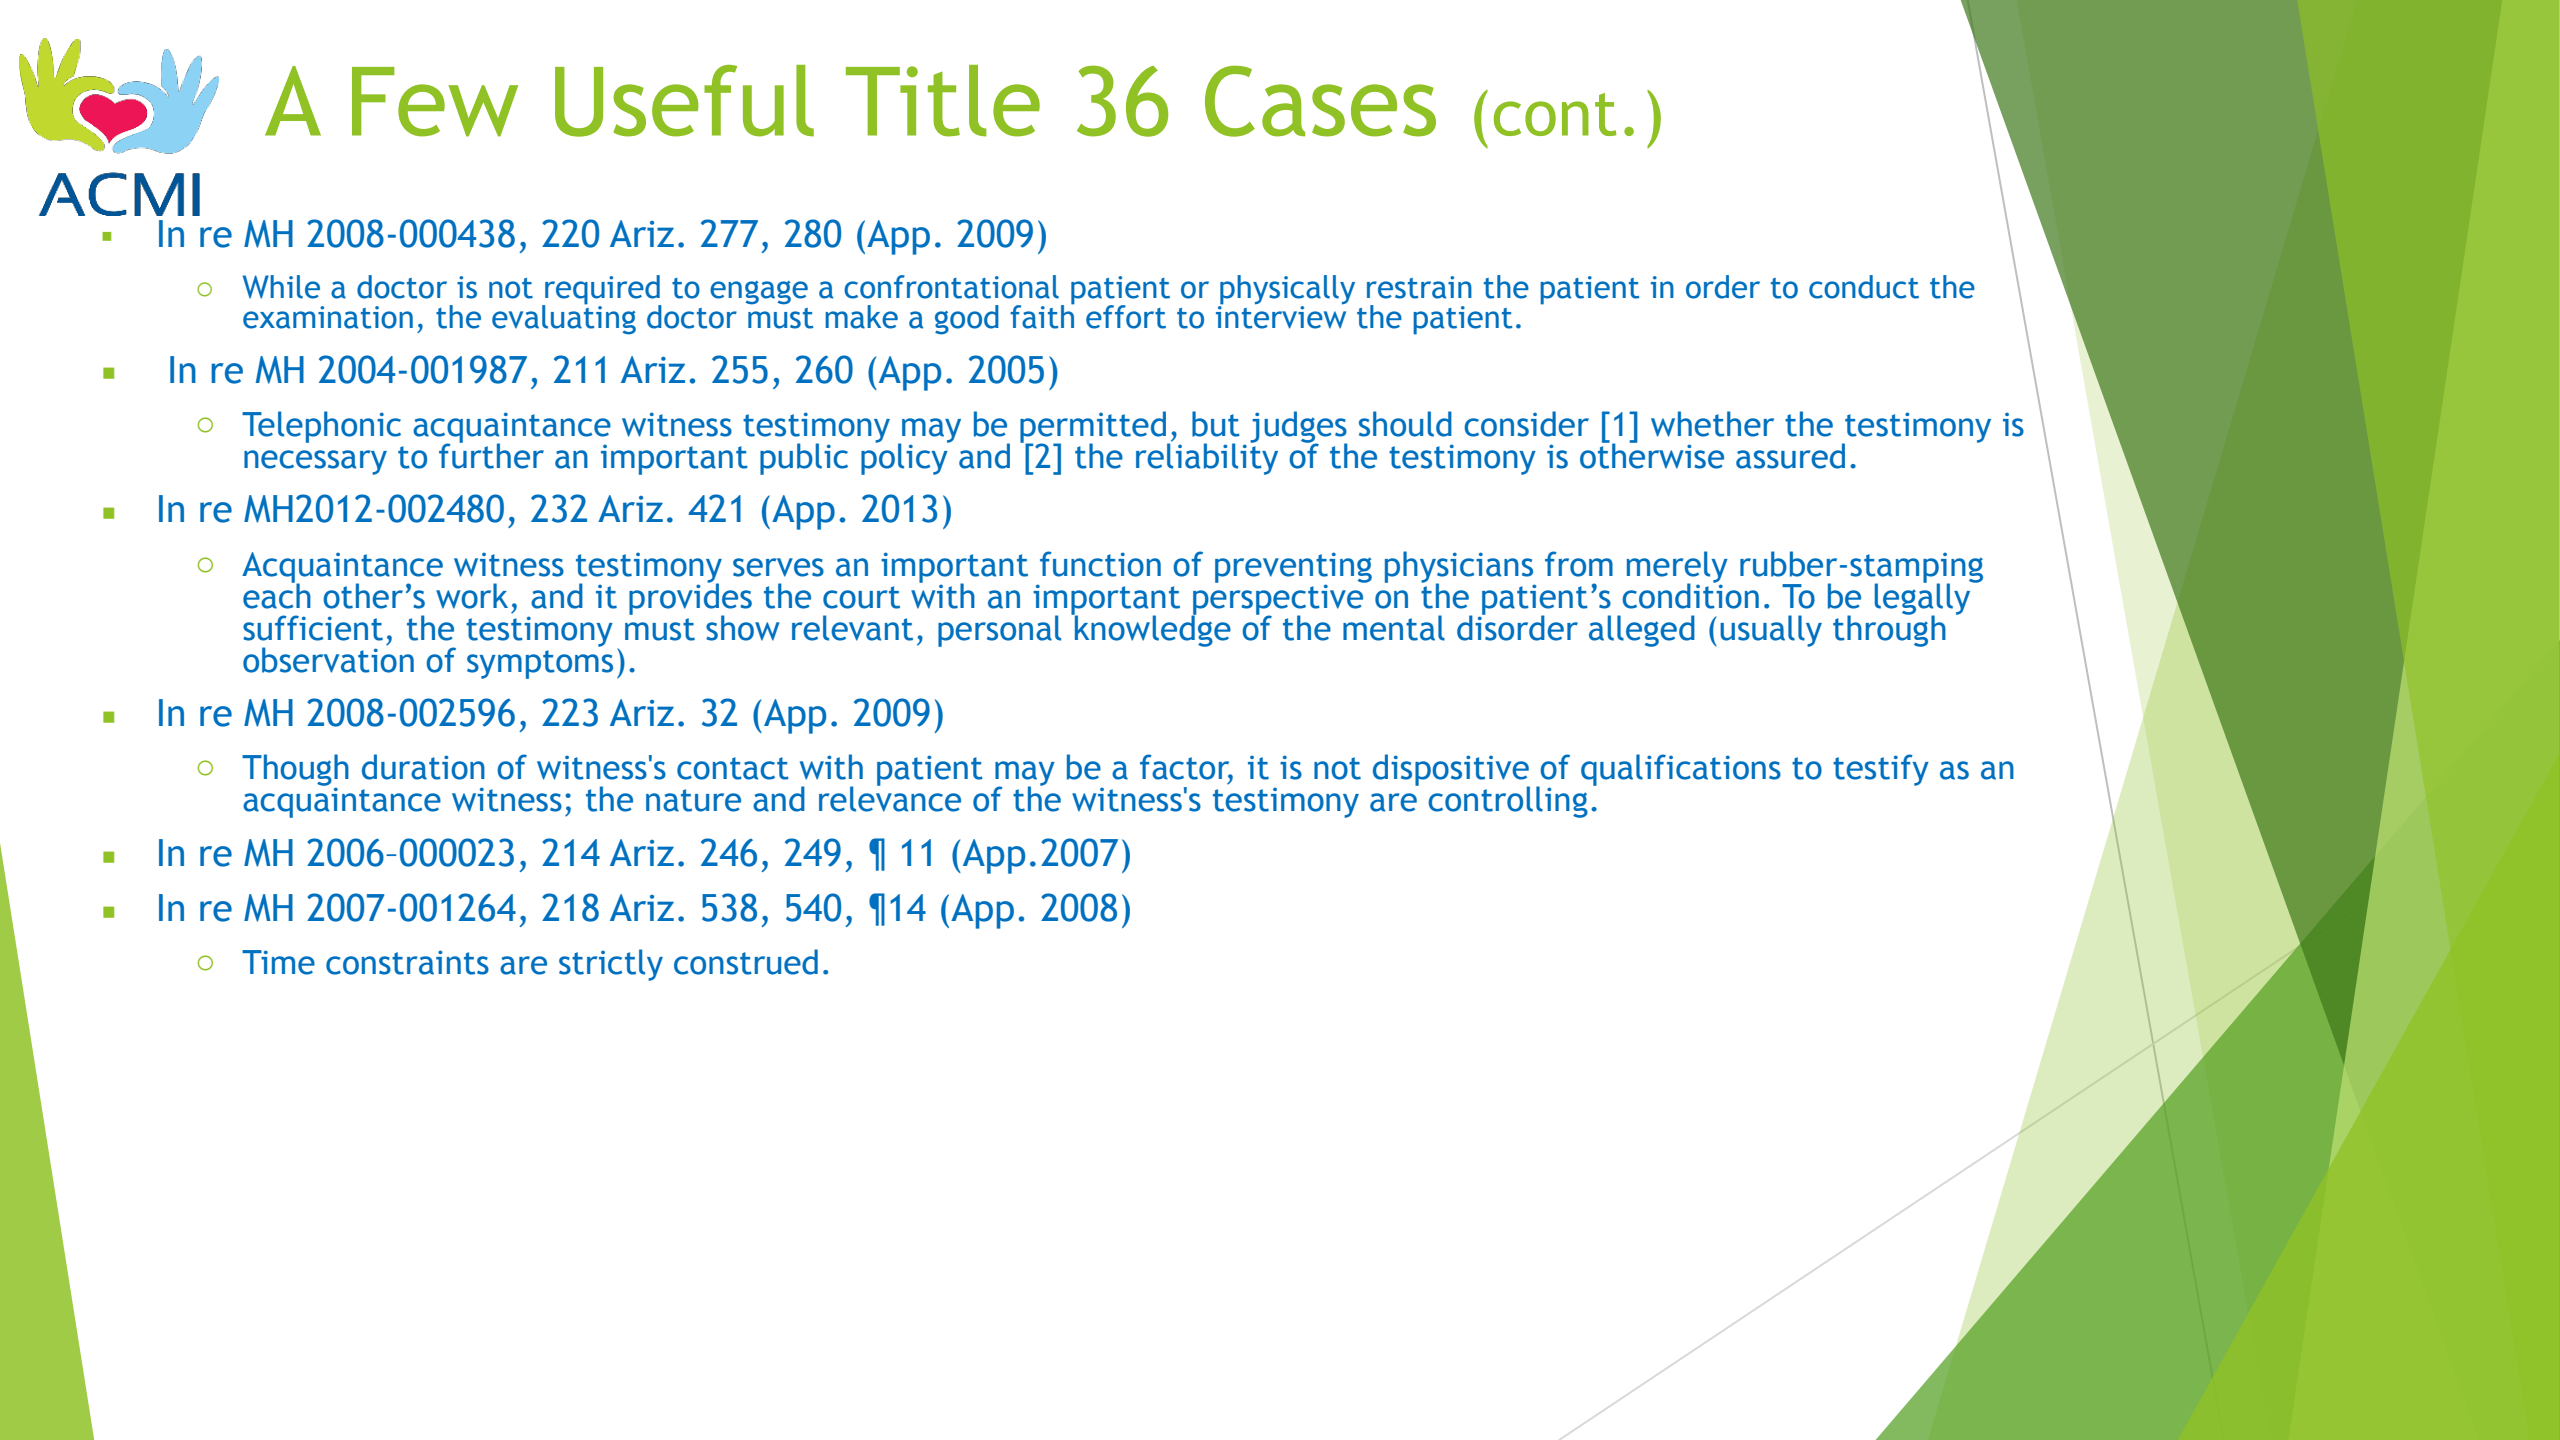 A Few Useful Title 36 Cases (cont.)
ACMI
▪ In re MH 2008-000438, 220 Ariz. 277, 280 (App. 2009)
○ While a doctor is not required to engage a confrontational patient or physically restrain the patient in order to conduct the
examination, the evaluating doctor must make a good faith effort to interview the patient.
▪ In re MH 2004-001987, 211 Ariz. 255, 260 (App. 2005)
○ Telephonic acquaintance witness testimony may be permitted, but judges should consider [1] whether the testimony is
necessary to further an important public policy and [2] the reliability of the testimony is otherwise assured.
▪ In re MH2012-002480, 232 Ariz. 421 (App. 2013)
○ Acquaintance witness testimony serves an important function of preventing physicians from merely rubber-stamping
each other’s work, and it provides the court with an important perspective on the patient’s condition. To be legally
sufficient, the testimony must show relevant, personal knowledge of the mental disorder alleged (usually through
observation of symptoms).
▪ In re MH 2008-002596, 223 Ariz. 32 (App. 2009)
○ Though duration of witness's contact with patient may be a factor, it is not dispositive of qualifications to testify as an
acquaintance witness; the nature and relevance of the witness's testimony are controlling.
▪ In re MH 2006–000023, 214 Ariz. 246, 249, ¶ 11 (App.2007)
▪ In re MH 2007-001264, 218 Ariz. 538, 540, ¶14 (App. 2008)
○ Time constraints are strictly construed.